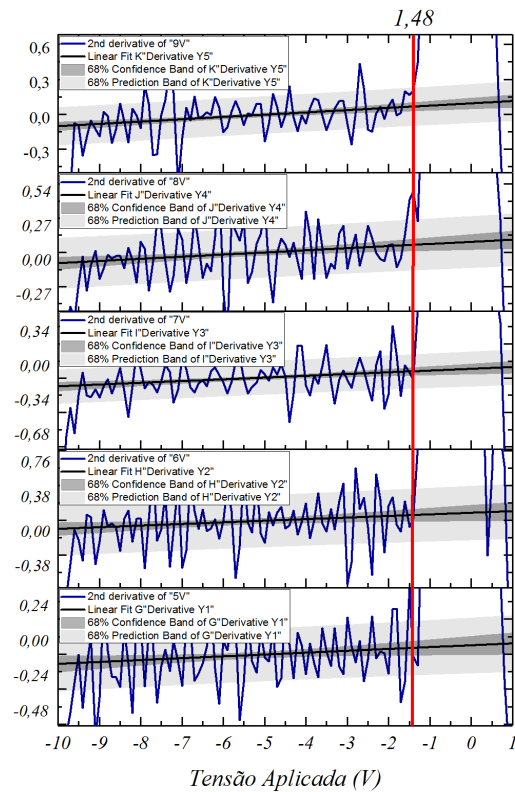 1,48
0,6
0,3
0,0
-0,3
2nd derivative of "9V"
Linear Fit K"Derivative Y5"
68% Confidence Band of K"Derivative Y5"
68% Prediction Band of K"Derivative Y5"
0,54
0,27
0,00
-0,27
2nd derivative of "8V"
Linear Fit J"Derivative Y4"
68% Confidence Band of J"Derivative Y4"
68% Prediction Band of J"Derivative Y4"
0,34
0,00
-0,34
-0,68
2nd derivative of "7V"
Linear Fit I"Derivative Y3"
68% Confidence Band of I"Derivative Y3"
68% Prediction Band of I"Derivative Y3"
0,76
0,38
0,00
-0,38
2nd derivative of "6V"
Linear Fit H"Derivative Y2"
68% Confidence Band of H"Derivative Y2"
68% Prediction Band of H"Derivative Y2"
0,24
0,00
-0,24
-0,48
2nd derivative of "5V"
Linear Fit G"Derivative Y1"
68% Confidence Band of G"Derivative Y1"
68% Prediction Band of G"Derivative Y1"
-10 -9 -8 -7 -6 -5 -4 -3 -2 -1 0 1
Tensão Aplicada (V)